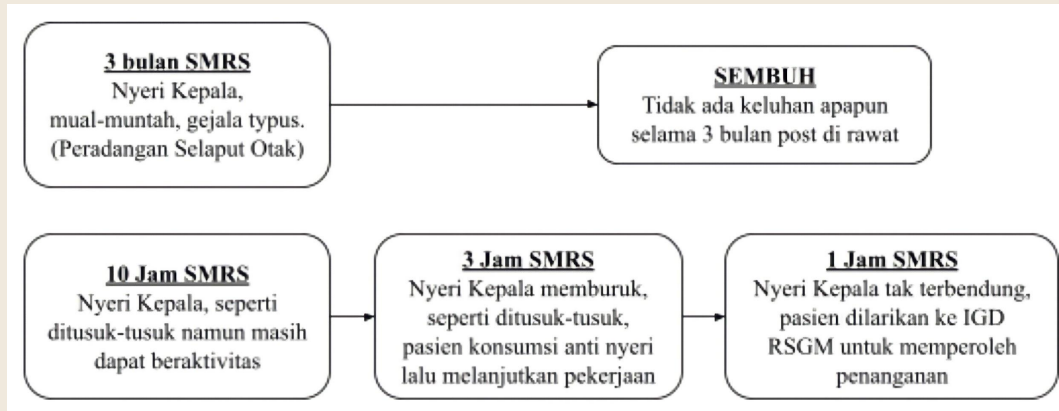 3 bulan SMRS
Nyeri Kepala,
mual-muntah, gejala typus.
(Peradangan Selaput Otak)
SEMBUH
Tidak ada keluhan apapun
selama 3 bulan post di rawat
10 Jam SMRS
Nyeri Kepala, seperti
ditusuk-tusuk namun masih
dapat beraktivitas
3 Jam SMRS
Nyeri Kepala memburuk,
seperti ditusuk-tusuk,
pasien konsumsi anti nyeri
lalu melanjutkan pekerjaan
1 Jam SMRS
Nyeri Kepala tak terbendung,
pasien dilarikan ke IGD
RSGM untuk memperoleh
penanganan